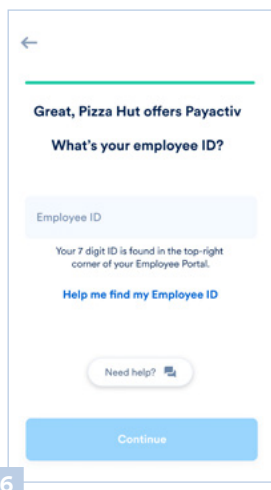 Great, Pizza Hut offers Payactiv
What's your employee ID?
Employee ID
Your 7 digit ID is found in the top-right
corner of your Employee Portal.
Help me find my Employee ID
Need help?
Continue
6